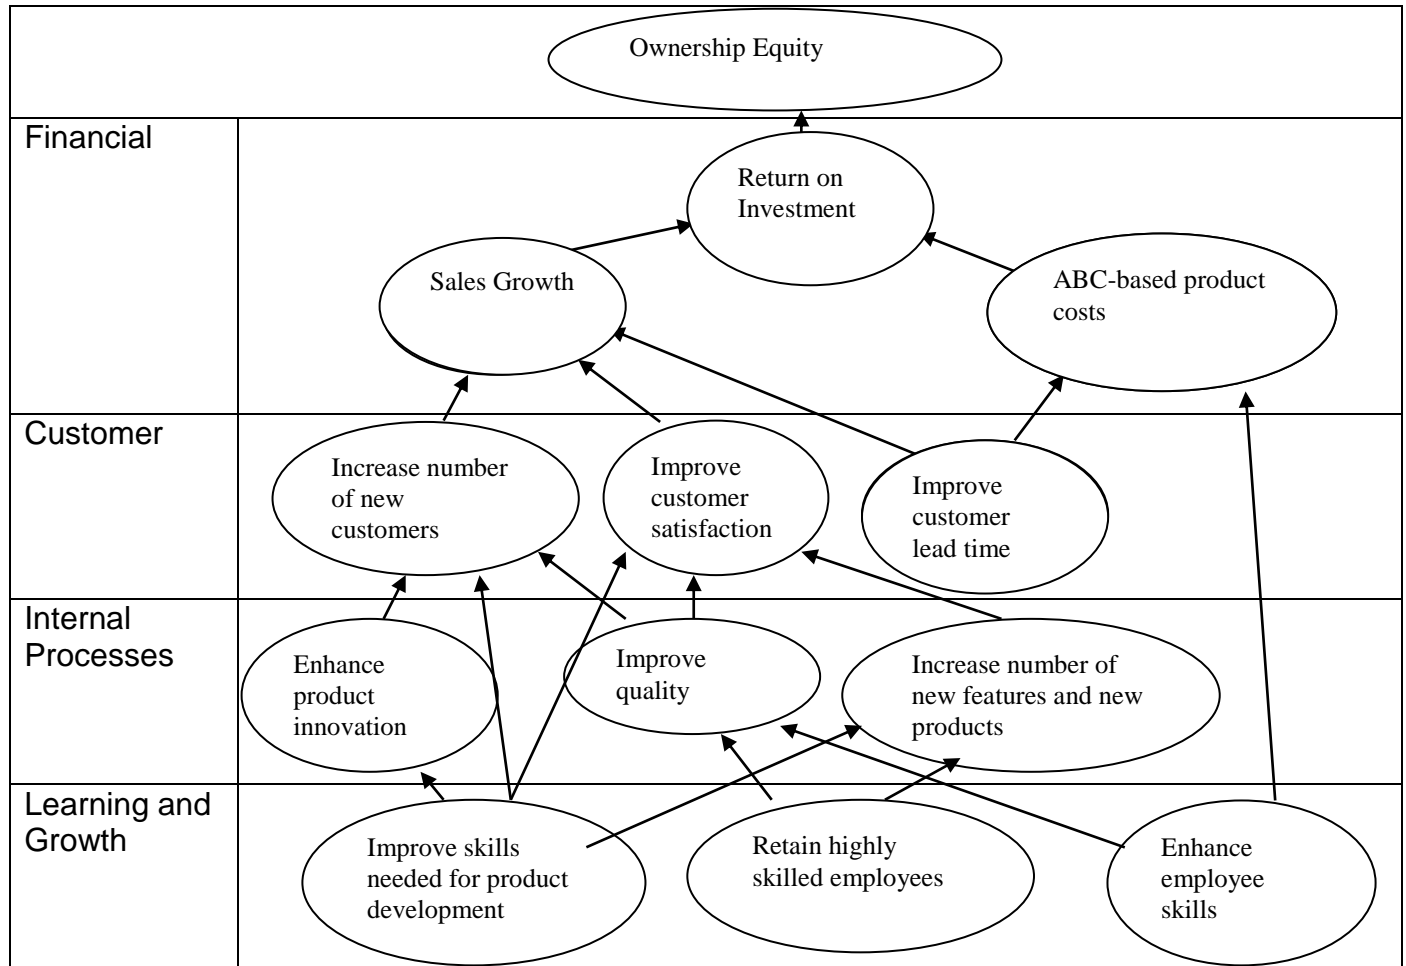 Ownership Equity
Financial
Return on
Investment
Sales Growth
ABC-based product
costs
Customer
Increase number
of new
customers
Improve
customer
satisfaction
Improve
customer
lead time
Internal
Processes
Enhance
product
innovation
Improve
quality
Increase number of
new features and new
products
Learning and
Growth
Improve skills
needed for product
development
Retain highly
skilled employees
Enhance
employee
skills